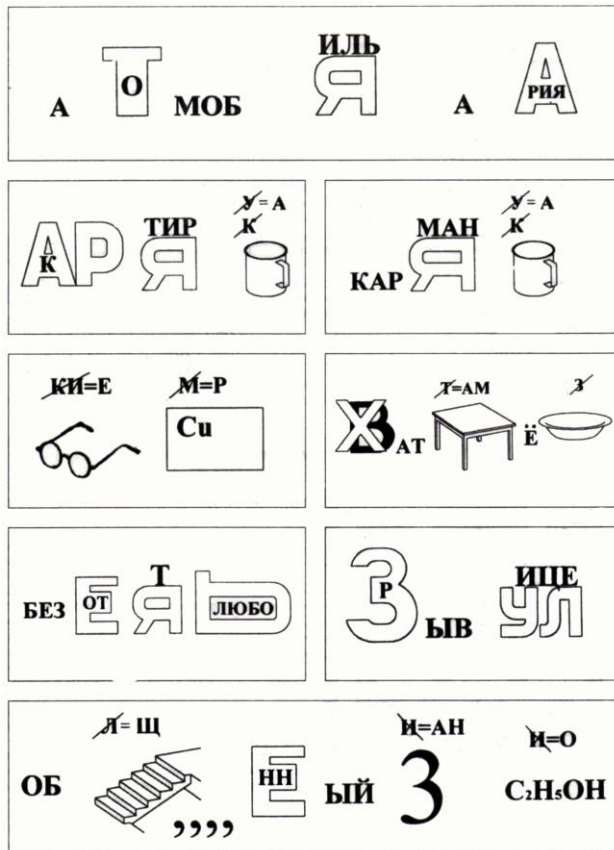 ИЛЬ
А Т О МОБ Я А А РИЯ
У = А
К
ТИР
А К Р Я
У = А
К
МАН
КАР Я
КИ=Е М=Р
Cu
Т=АМ З
Х В АТ Ё
Т
БЕЗ Е ОТ Я Ь ЛЮБО
ИЦЕ
З Р ЫВ УЛ
Л= Щ И=АН И=О
ОБ ,,,, Е НН ЫЙ 3 C₂H₅OH